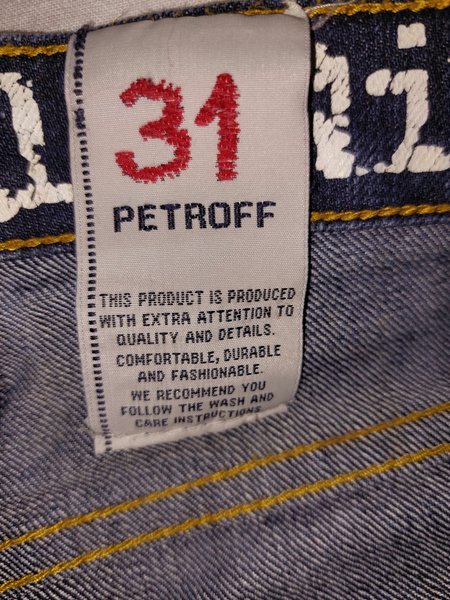 31
PETROFF
THIS PRODUCT IS PRODUCED
WITH EXTRA ATTENTION TO
QUALITY AND DETAILS.
COMFORTABLE, DURABLE
AND FASHIONABLE.
WE RECOMMEND YOU
FOLLOW THE WASH AND
CARE INSTRUCTIONS